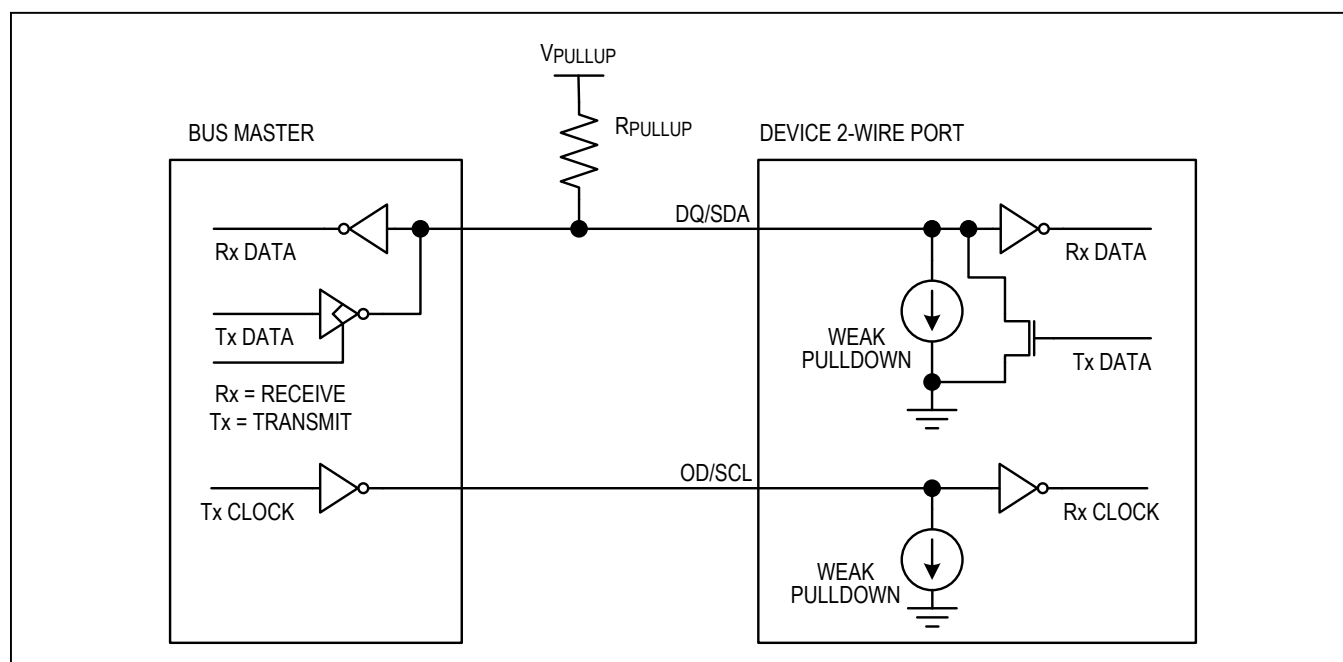 VPULLUP
RPULLUP
BUS MASTER
DEVICE 2-WIRE PORT
DQ/SDA
Rx DATA
Rx DATA
Tx DATA
WEAK
PULLDOWN
Tx DATA
Rx = RECEIVE
Tx = TRANSMIT
OD/SCL
Tx CLOCK
Rx CLOCK
WEAK
PULLDOWN